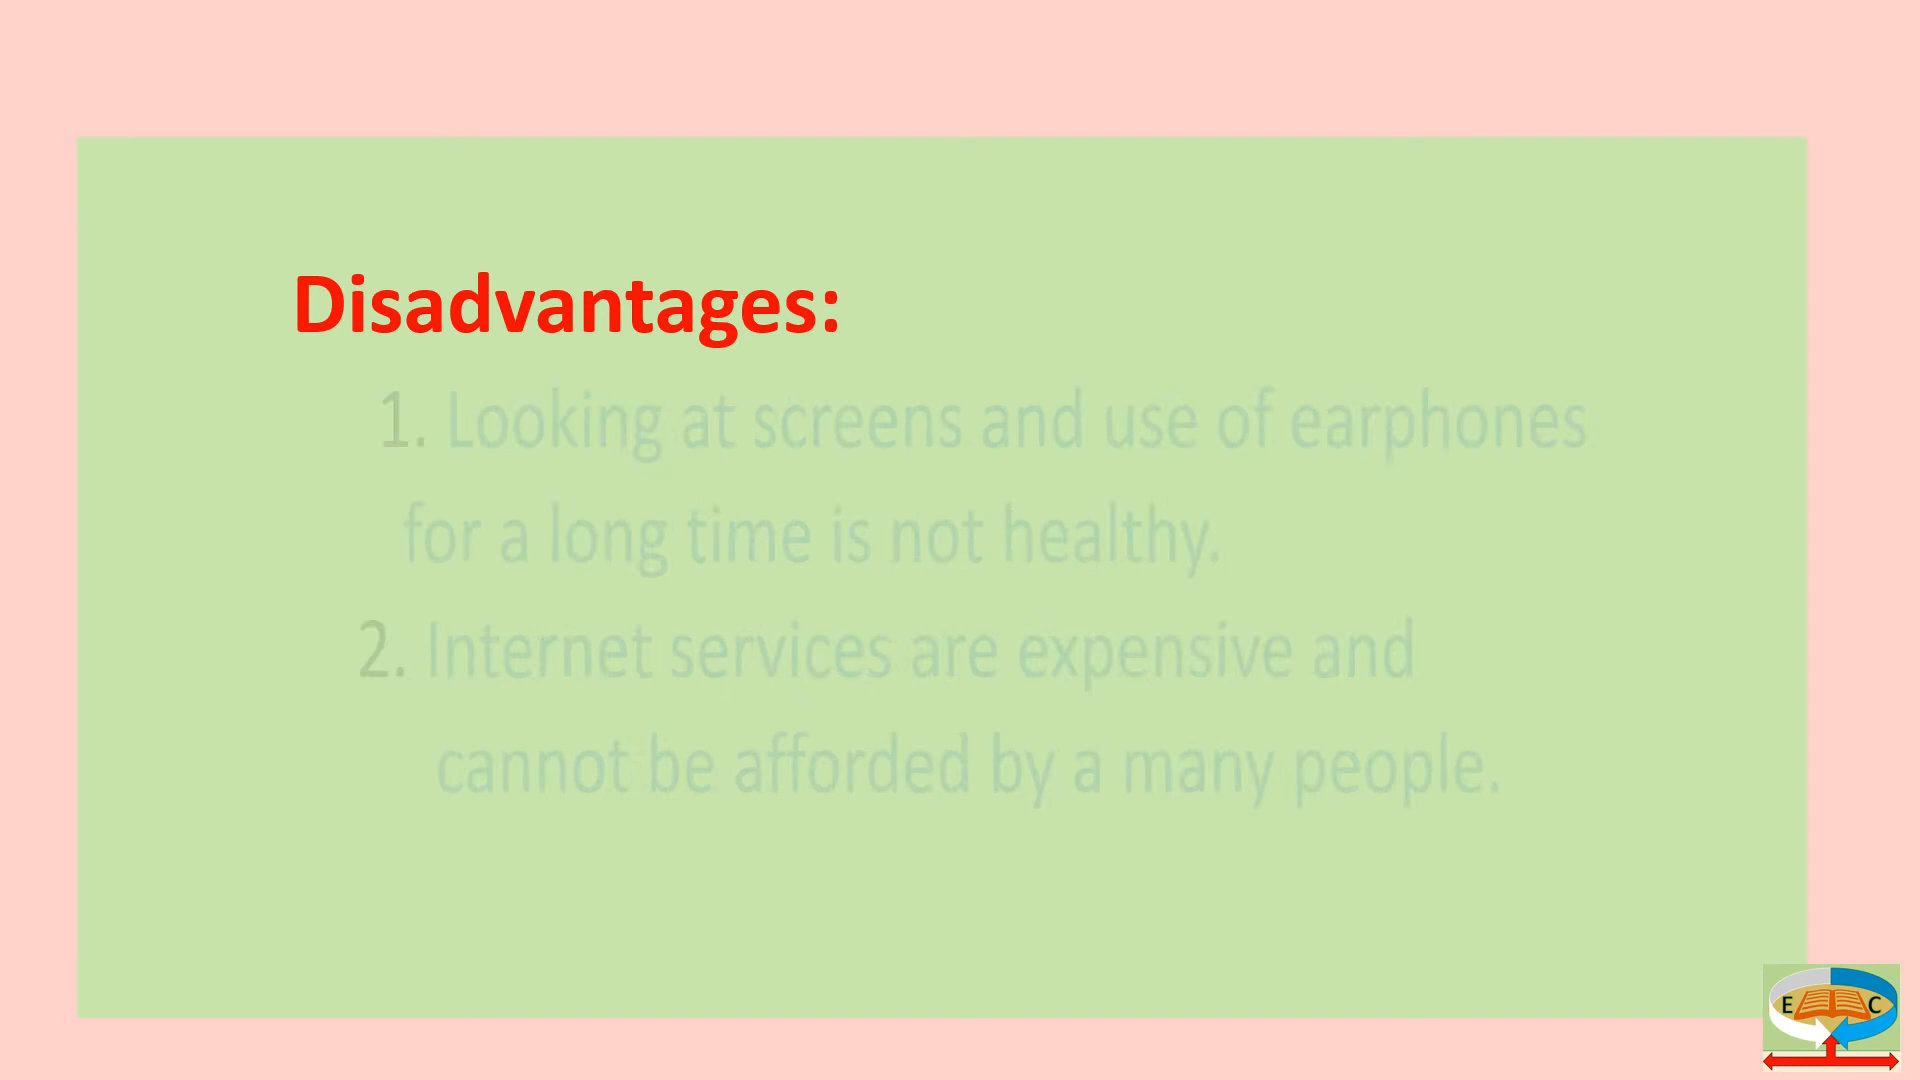 Disadvantages:
1. Looking at screens and use of earphones
for a long time is not healthy.
2. Internet services are expensive and
cannot be afforded by a many people.
E C